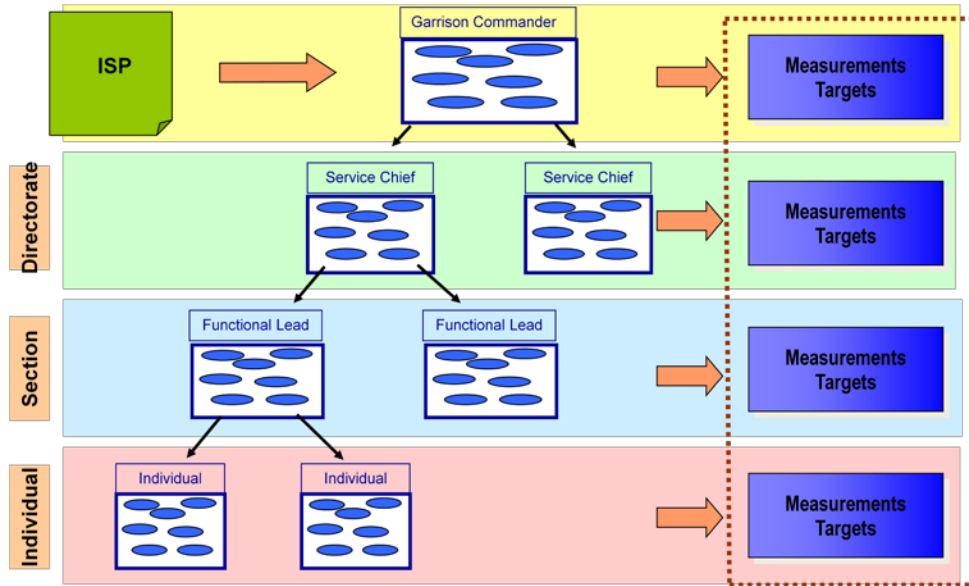 Garrison Commander
ISP
Measurements
Targets
Directorate
Service Chief
Service Chief
Measurements
Targets
Section
Functional Lead
Functional Lead
Measurements
Targets
Individual
Individual
Individual
Measurements
Targets